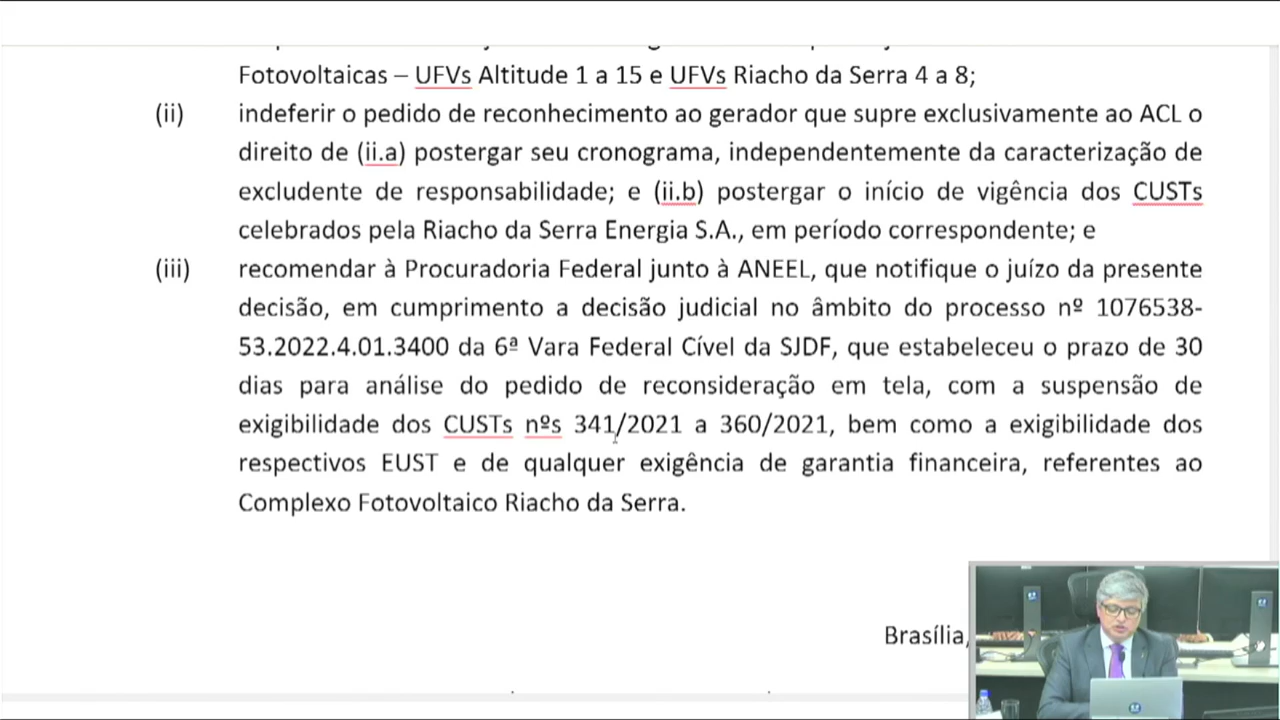 Fotovoltaicas – UFVs Altitude 1 a 15 e UFVs Riacho da Serra 4 a 8;
(ii) indeferir o pedido de reconhecimento ao gerador que supre exclusivamente ao ACL o
direito de (ii.a) postergar seu cronograma, independentemente da caracterização de
excludente de responsabilidade; e (ii.b) postergar o início de vigência dos CUSTs
celebrados pela Riacho da Serra Energia S.A., em período correspondente; e
(iii) recomendar à Procuradoria Federal junto à ANEEL, que notifique o juízo da presente
decisão, em cumprimento a decisão judicial no âmbito do processo nº 1076538-
53.2022.4.01.3400 da 6ª Vara Federal Cível da SJDF, que estabeleceu o prazo de 30
dias para análise do pedido de reconsideração em tela, com a suspensão de
exigibilidade dos CUSTs nºs 341/2021 a 360/2021, bem como a exigibilidade dos
respectivos EUST e de qualquer exigência de garantia financeira, referentes ao
Complexo Fotovoltaico Riacho da Serra.
Brasília,